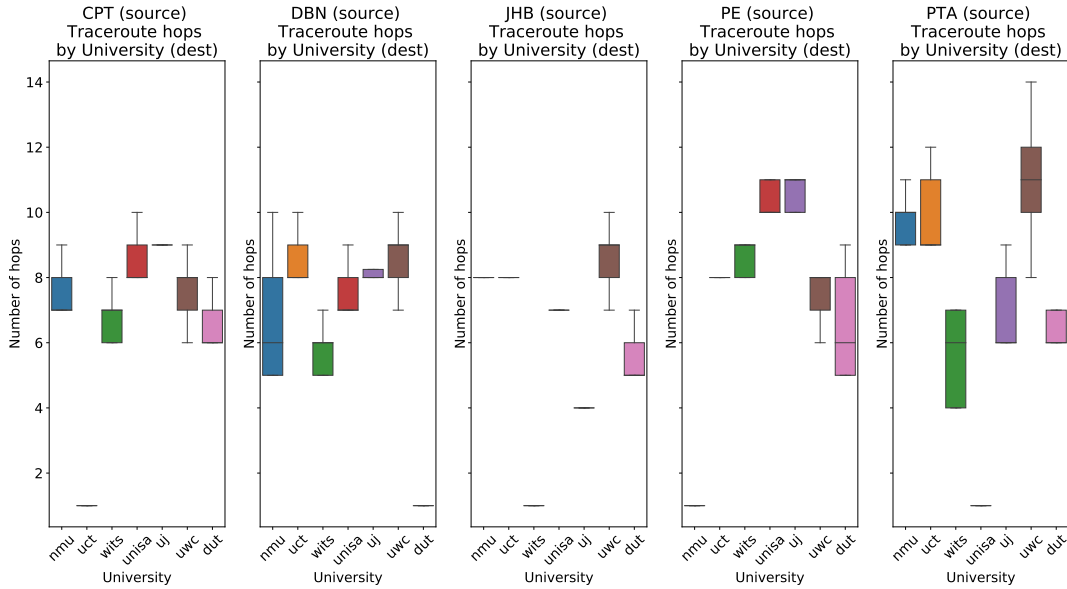 CPT (source)
Traceroute hops
by University (dest)
14
12
10
8
6
4
2
Number of hops
nmu
uct
wits
unisa
uj
uwc
dut
University
DBN (source)
Traceroute hops
by University (dest)
Number of hops
nmu
uct
wits
unisa
uj
uwc
dut
University
JHB (source)
Traceroute hops
by University (dest)
Number of hops
nmu
uct
wits
unisa
uj
uwc
dut
University
PE (source)
Traceroute hops
by University (dest)
Number of hops
nmu
uct
wits
unisa
uj
uwc
dut
University
PTA (source)
Traceroute hops
by University (dest)
Number of hops
nmu
uct
wits
unisa
uj
uwc
dut
University